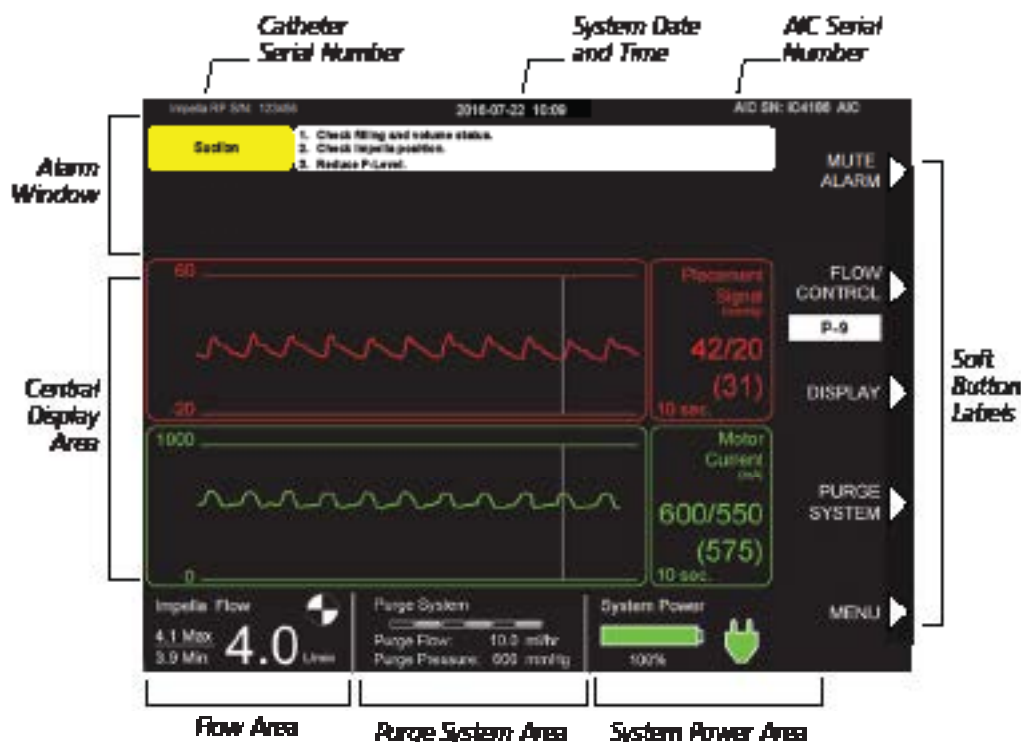 Catheter
Serial Number
System Date
and Time
AIC Serial
Number
Impella RP S/N: 123456
2016-07-22 10:09
AIC SN: IC4106 AIC
Alarm
Window
Suction
1. Check filling and volume status.
2. Check Impella position.
3. Reduce P-Level.
MUTE
ALARM
FLOW
CONTROL
P-9
DISPLAY
PURGE
SYSTEM
MENU
Soft
Button
Labels
Central
Display
Area
60
-20
Placement
Signal
(mmHg)
42/20
(31)
10 sec.
1000
0
Motor
Current
(mA)
600/550
(575)
10 sec.
Impella Flow
4.1 Max
3.9 Min
4.0 L/min
Purge System
Purge Flow: 10.0 ml/hr
Purge Pressure: 600 mmHg
System Power
100%
Flow Area
Purge System Area
System Power Area